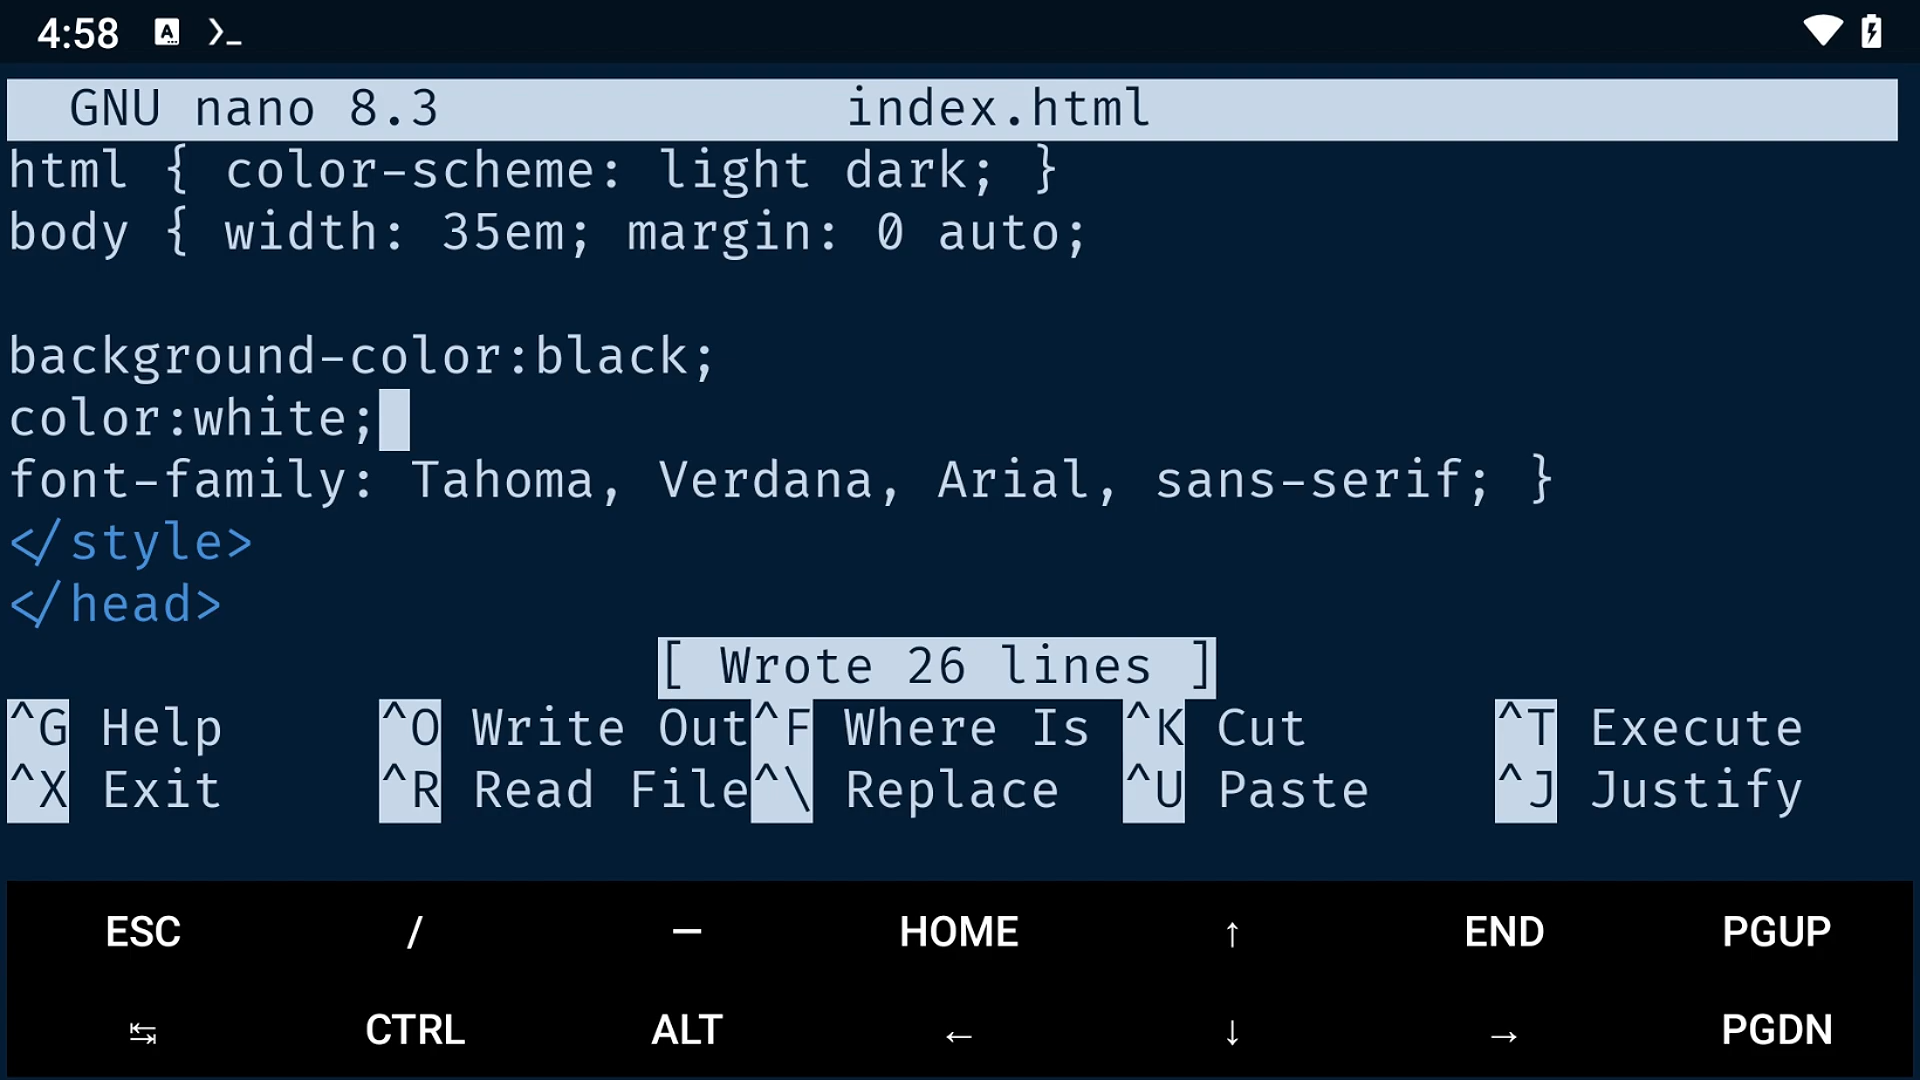 4:58 A >_
GNU nano 8.3 index.html
html { color-scheme: light dark; }
body { width: 35em; margin: 0 auto;
background-color:black;
color:white;
font-family: Tahoma, Verdana, Arial, sans-serif; }
</style>
</head>
[ Wrote 26 lines ]
^G Help ^O Write Out ^F Where Is ^K Cut ^T Execute
^X Exit ^R Read File ^\ Replace ^U Paste ^J Justify
ESC / — HOME ↑ END PGUP
↹ CTRL ALT ← ↓ → PGDN